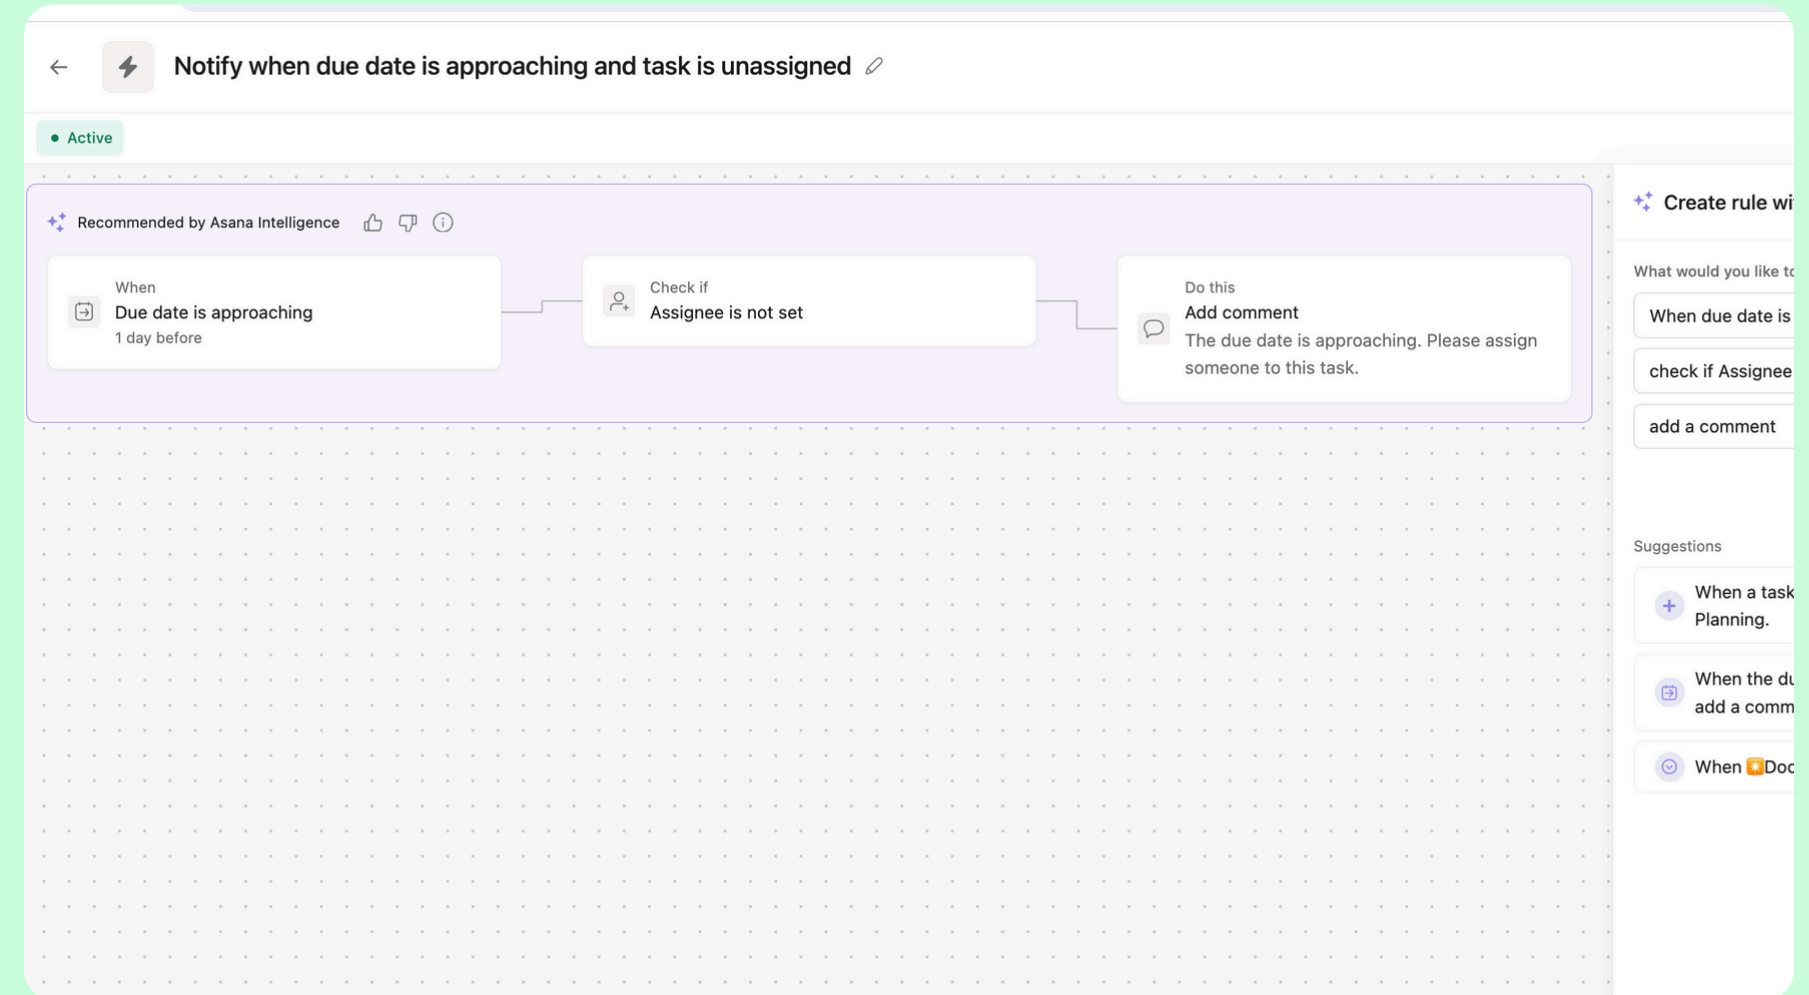 Notify when due date is approaching and task is unassigned
Active
Recommended by Asana Intelligence
When
Due date is approaching
1 day before
Check if
Assignee is not set
Do this
Add comment
The due date is approaching. Please assign
someone to this task.
Create rule wi
What would you like to
When due date is
check if Assignee
add a comment
Suggestions
When a task
Planning.
When the du
add a comm
When ✴️Doc